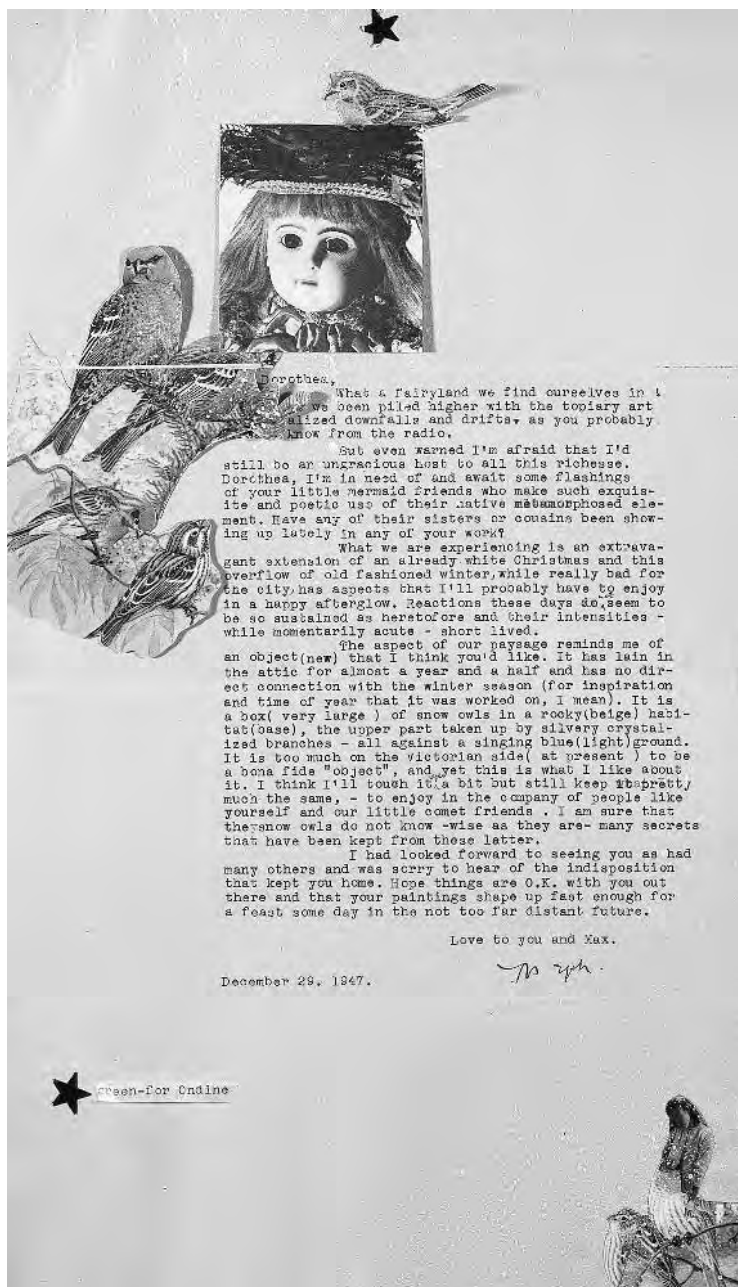 Dorothea,
What a fairyland we find ourselves in
we been piled higher with the topiary art
alized downfalls and drifts, as you probably
know from the radio.
But even warned I'm afraid that I'd
still be an ungracious host to all this richesse.
Dorothea, I'm in need of and await some flashings
of your little mermaid friends who make such exquis-
ite and poetic use of their native metamorphosed ele-
ment. Have any of their sisters or cousins been show-
ing up lately in any of your work?
What we are experiencing is an extrava-
gant extension of an already white Christmas and this
overflow of old fashioned winter, while really bad for
the city, has aspects that I'll probably have to enjoy
in a happy afterglow. Reactions these days seem to
be so sustained as heretofore and their intensities -
while momentarily acute - short lived.
The aspect of our paysage reminds me of
an object(new) that I think you'd like. It has lain in
the attic for almost a year and a half and has no dir-
ect connection with the winter season (for inspiration
and time of year that it was worked on, I mean). It is
a box( very large ) of snow owls in a rocky(beige) habi-
tat(base), the upper part taken up by silvery crystal-
ized branches - all against a singing blue(light)ground.
It is too much on the victorian side( at present ) to be
a bona fide "object", and yet this is what I like about
it. I think I'll touch it a bit but still keep it pretty
much the same, - to enjoy in the company of people like
yourself and our little comet friends . I am sure that
the snow owls do not know -wise as they are- many secrets
that have been kept from these latter.
I had looked forward to seeing you as had
many others and was sorry to hear of the indisposition
that kept you home. Hope things are O.K. with you out
there and that your paintings shape up fast enough for
a feast some day in the not too far distant future.
Love to you and Max.
December 29, 1947.
green-for Ondine